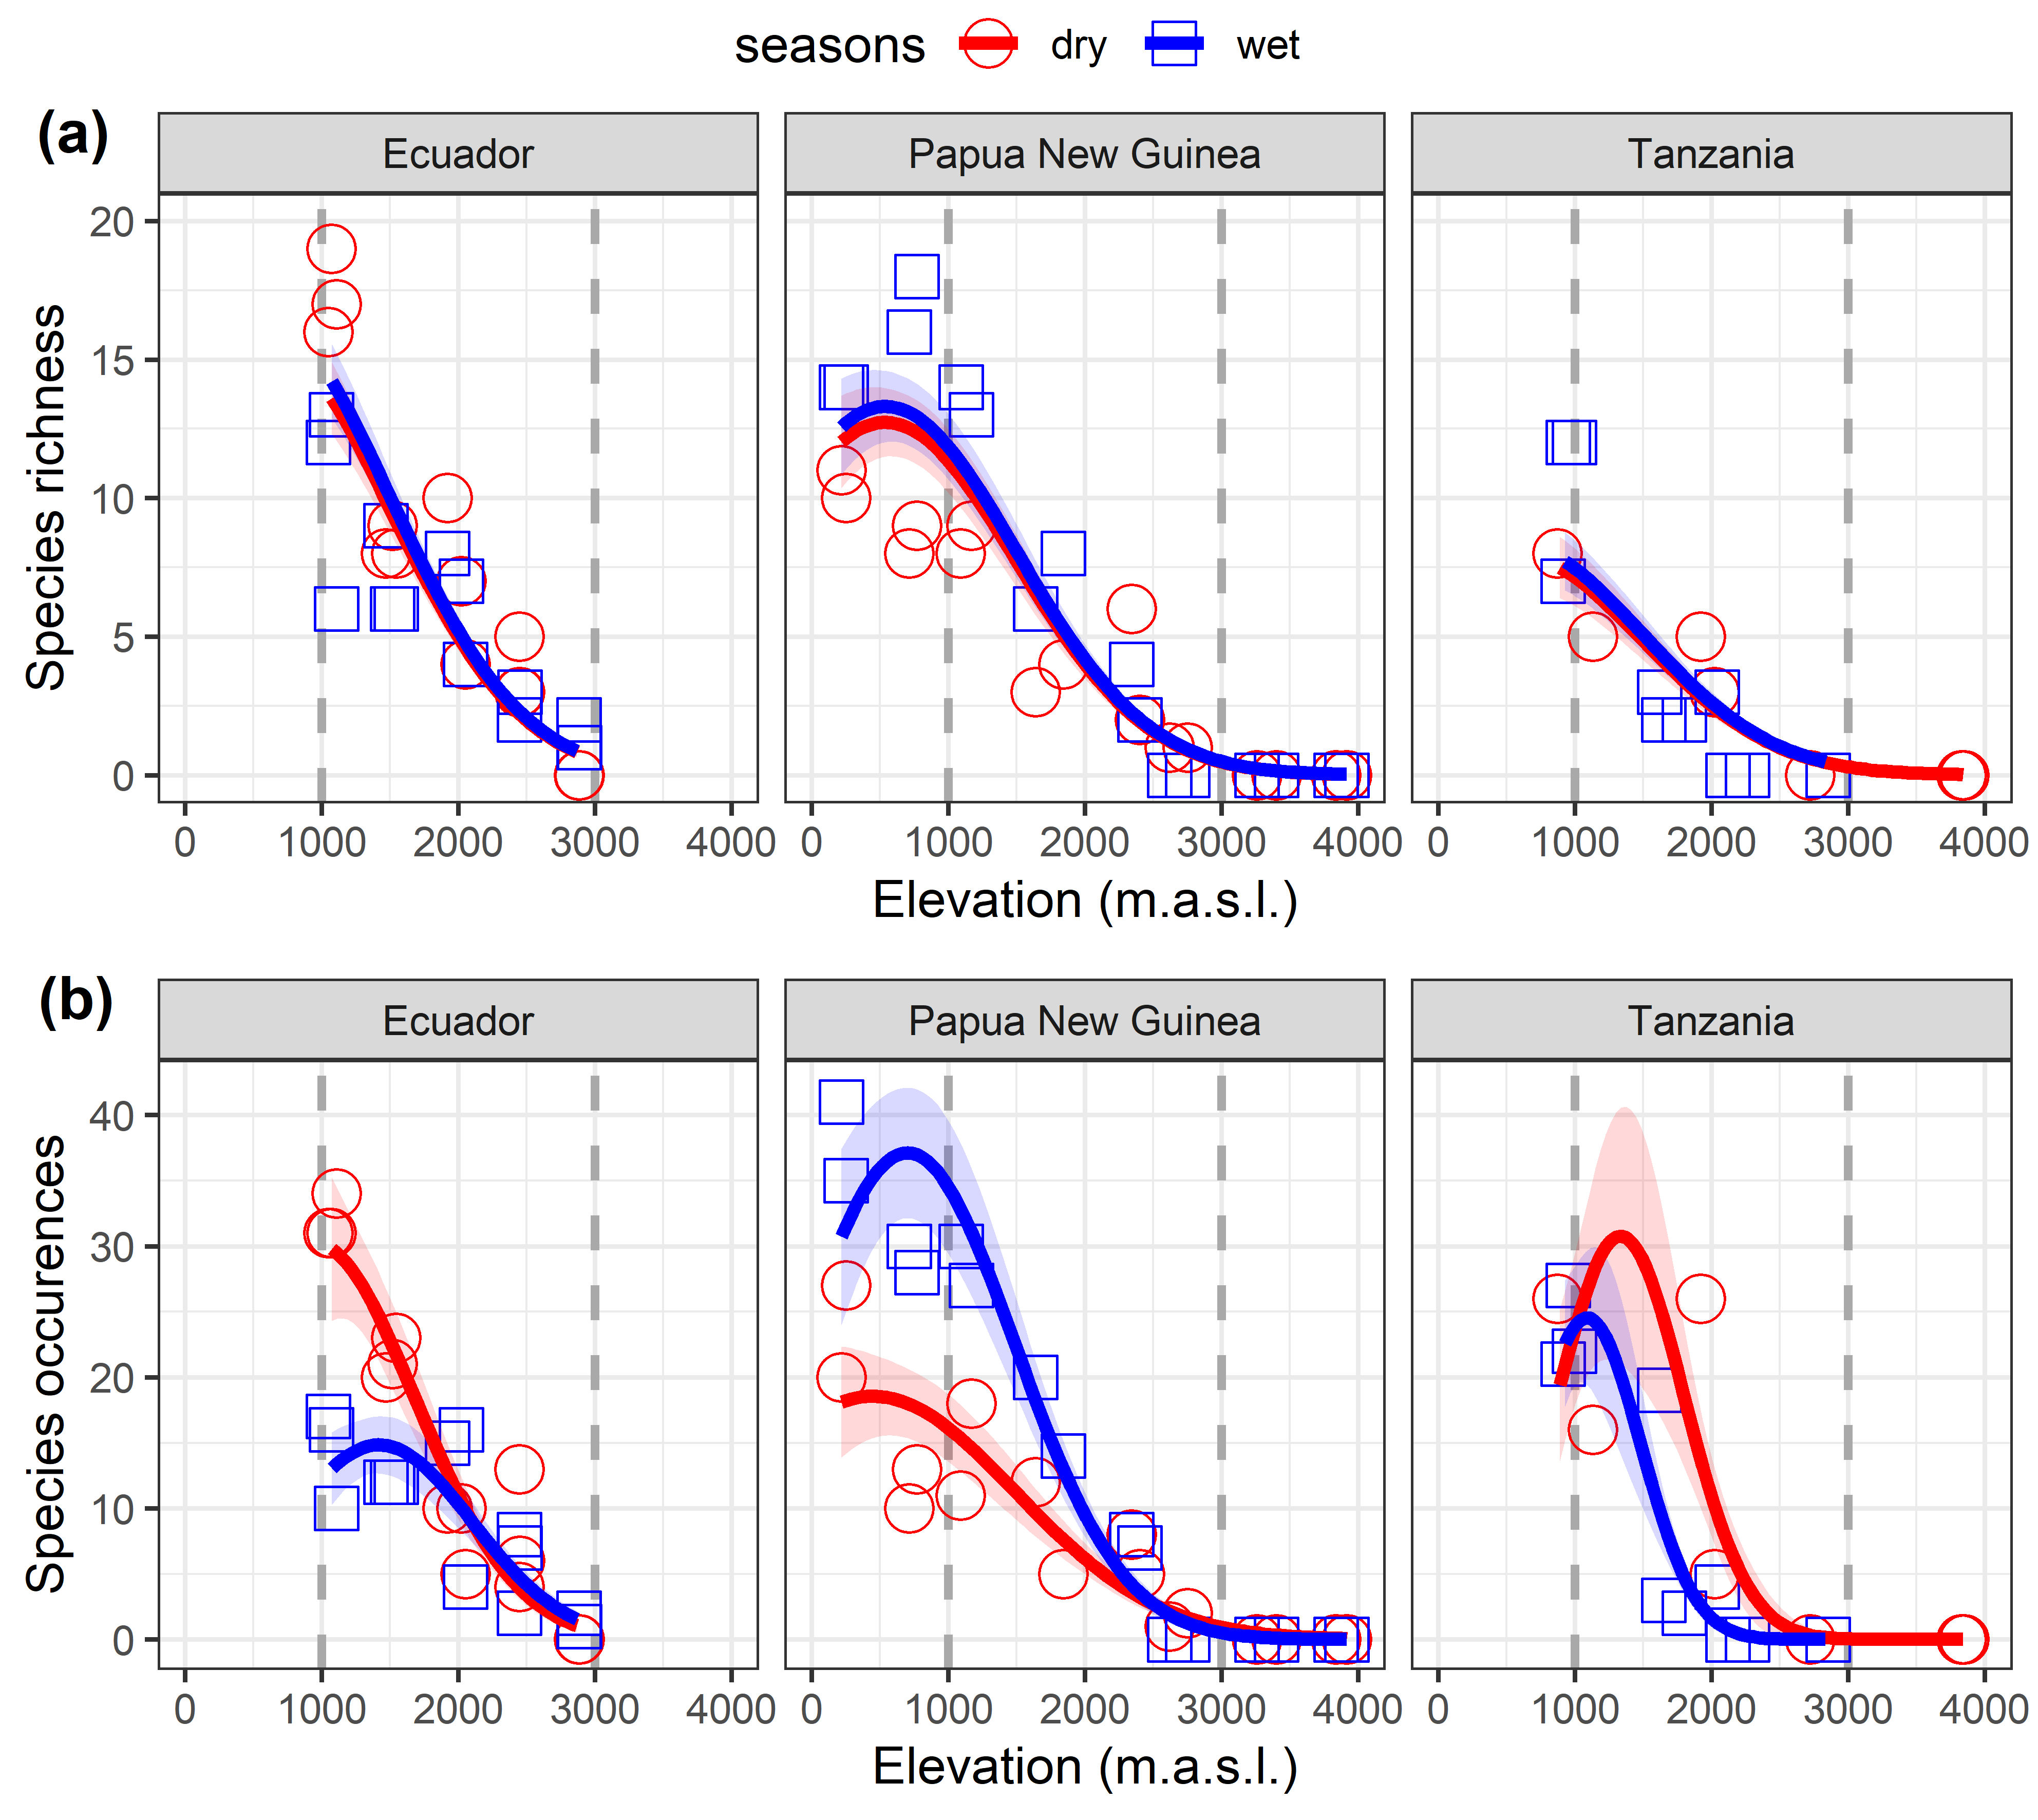 seasons dry wet
(a)
Ecuador Papua New Guinea Tanzania
20
15
10
5
0
Species richness
0 1000 2000 3000 4000 0 1000 2000 3000 4000 0 1000 2000 3000 4000
Elevation (m.a.s.l.)
(b)
Ecuador Papua New Guinea Tanzania
40
30
20
10
0
Species occurences
0 1000 2000 3000 4000 0 1000 2000 3000 4000 0 1000 2000 3000 4000
Elevation (m.a.s.l.)